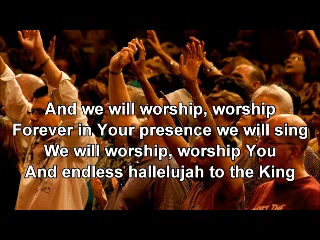 And we will worship, worship
Forever in Your presence we will sing
We will worship, worship You
And endless hallelujah to the King